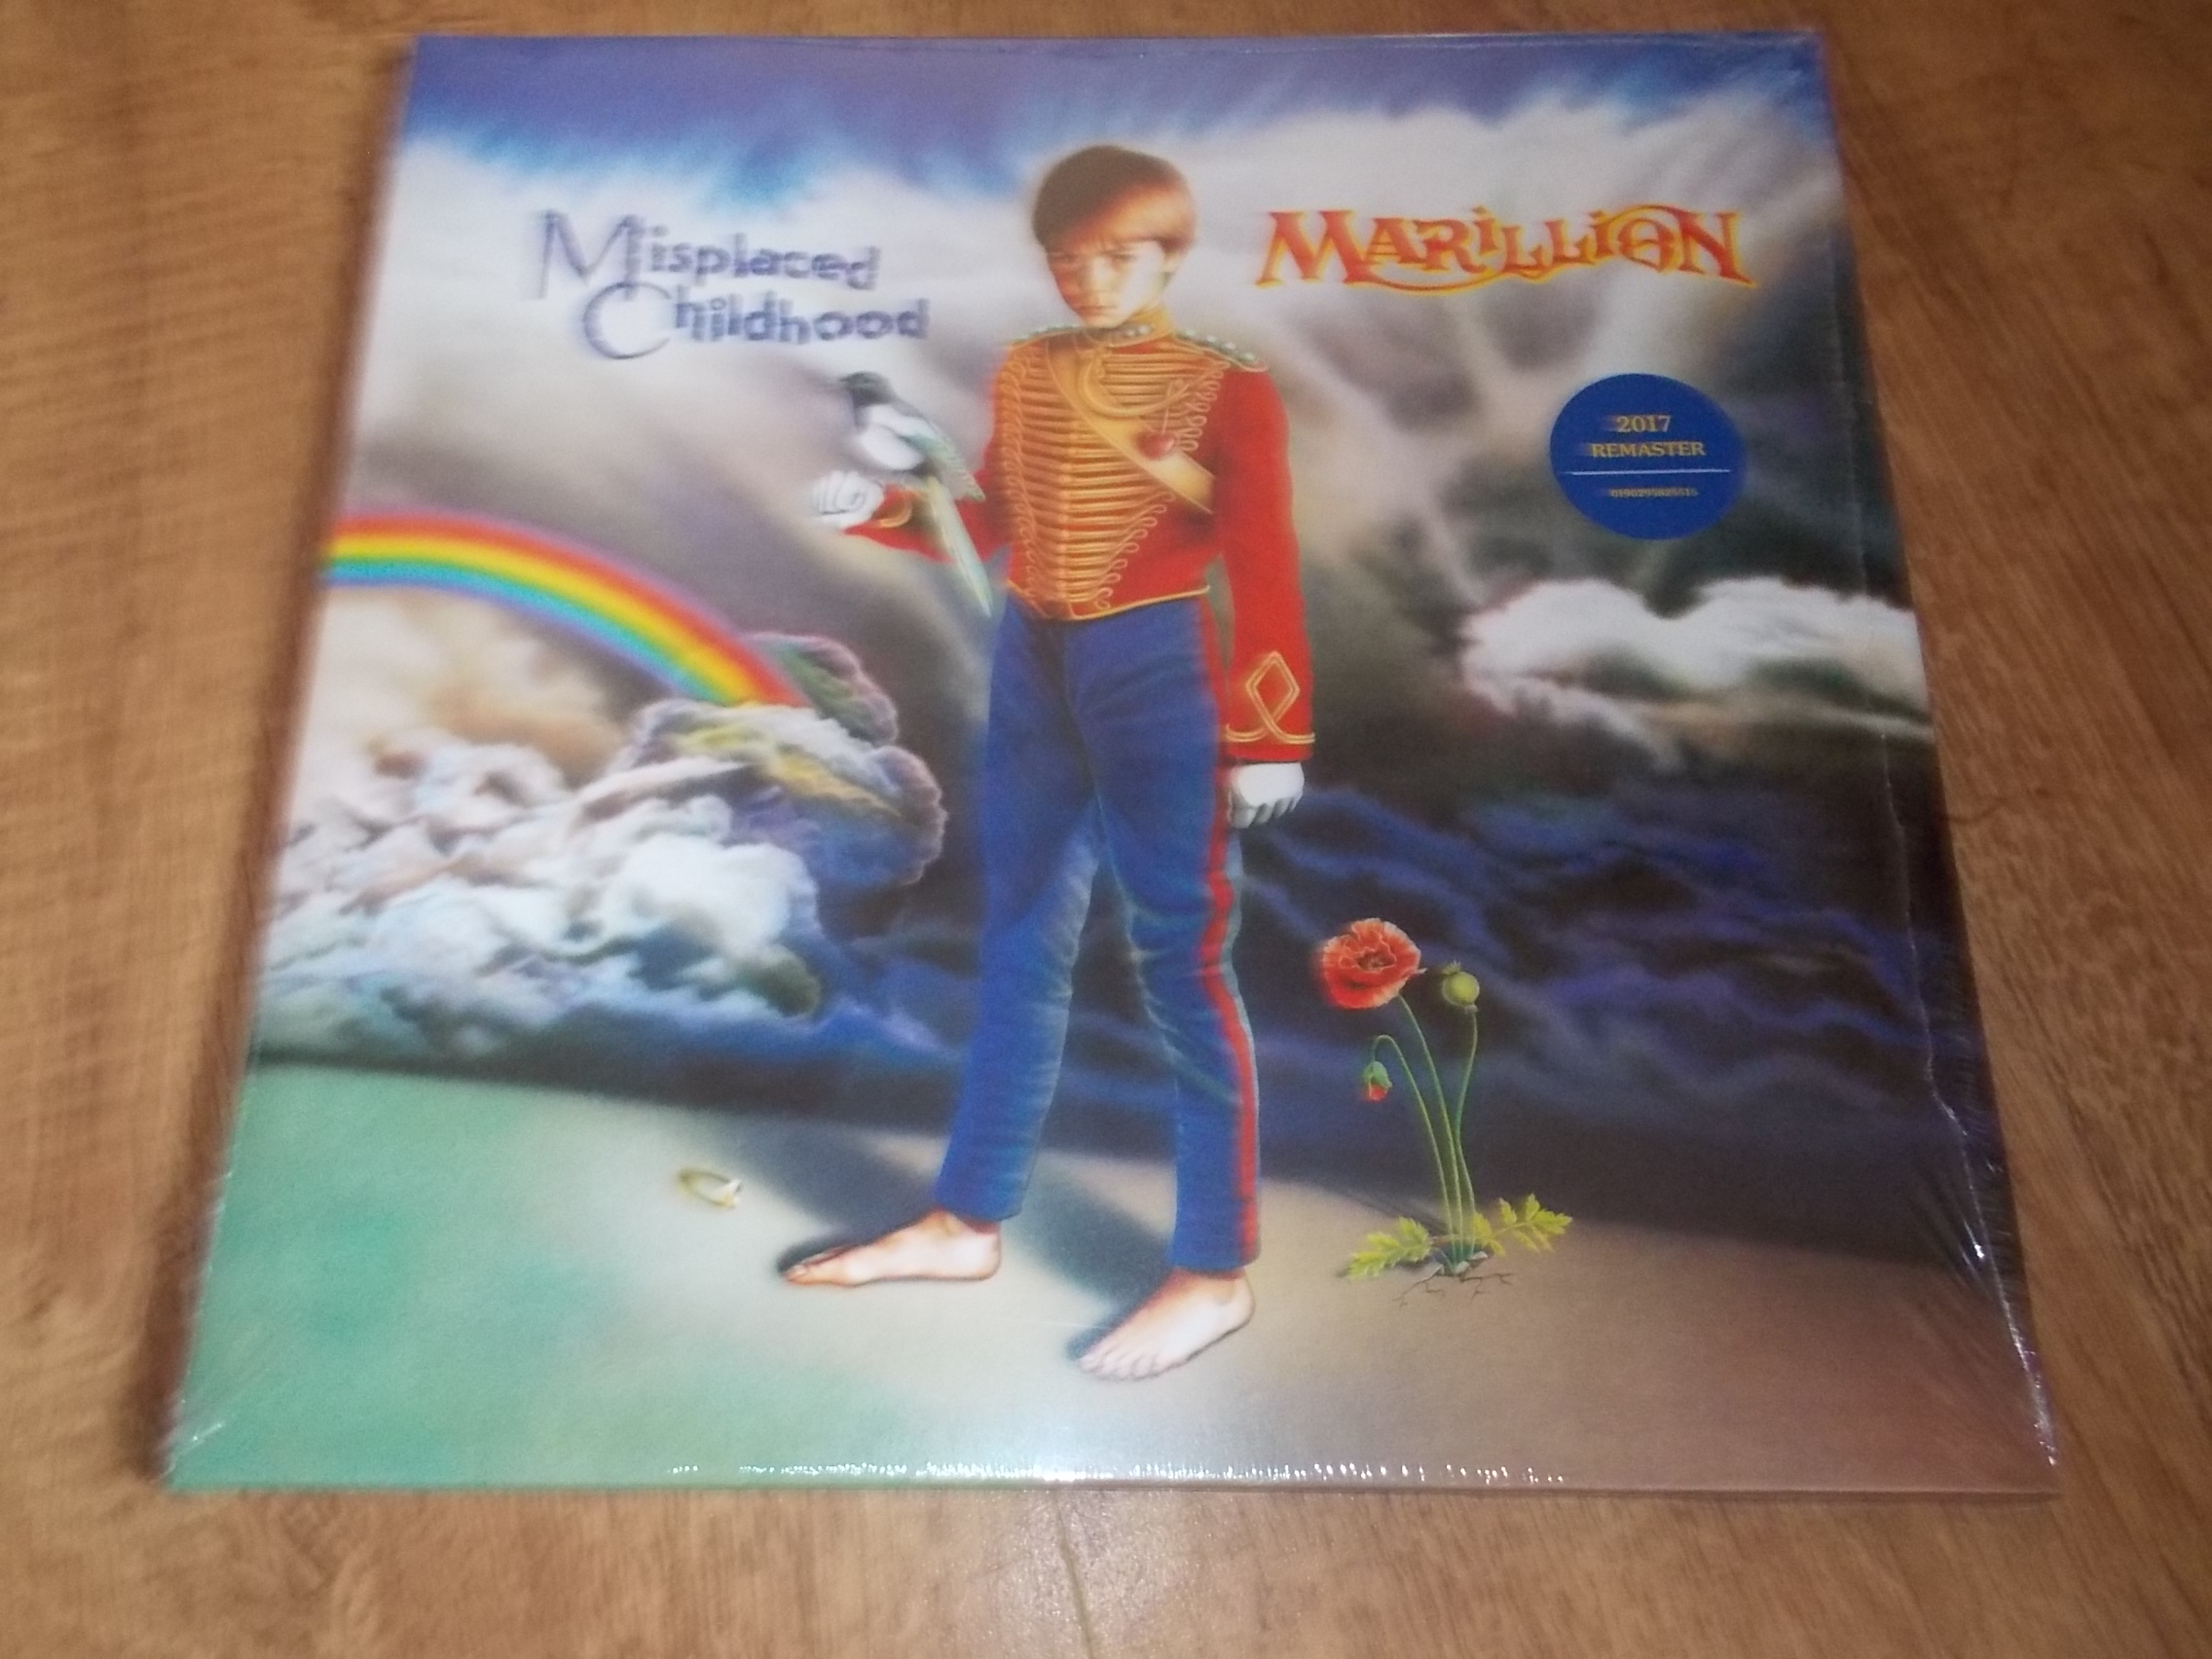 Misplaced
Childhood
MARiLLiON
2017
REMASTER